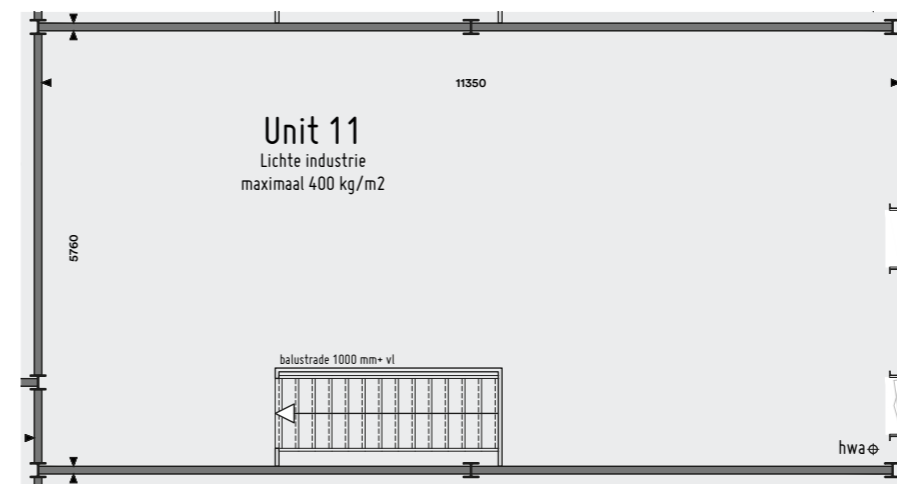 11350
Unit 11
Lichte industrie
maximaal 400 kg/m2
5760
balustrade 1000 mm+ vl
hwa